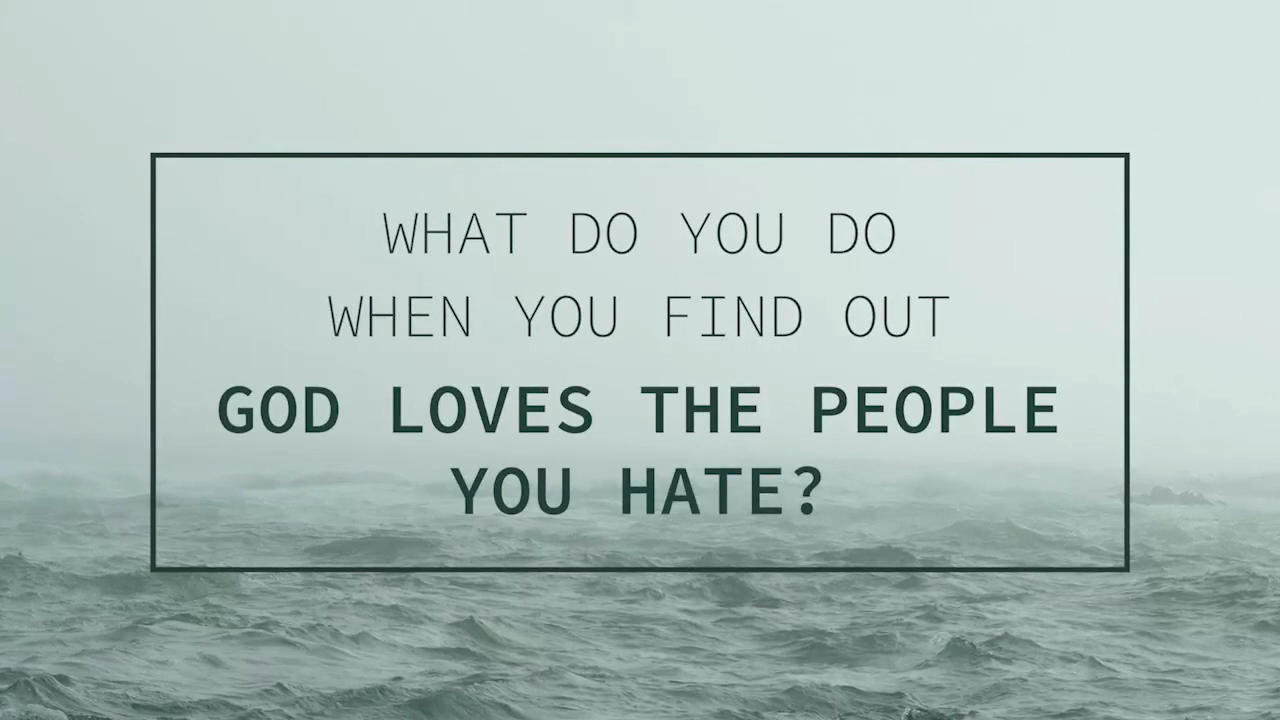 WHAT DO YOU DO
WHEN YOU FIND OUT
GOD LOVES THE PEOPLE
YOU HATE?